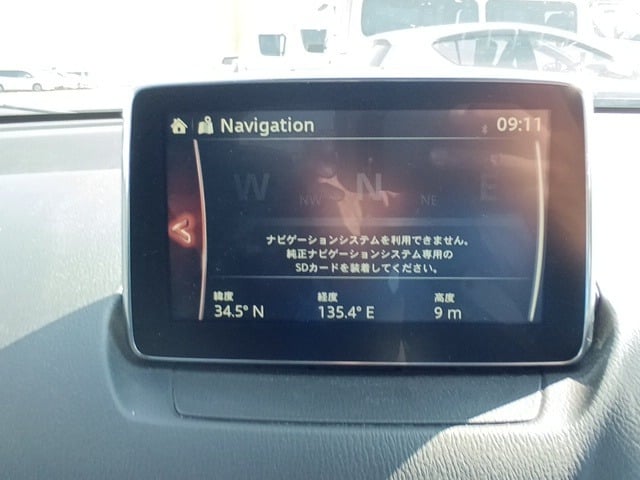 Navigation 09:11
W NW N NE E
ナビゲーションシステムを利用できません。
純正ナビゲーションシステム専用の
SDカードを装着してください。
緯度 経度 高度
34.5° N 135.4° E 9 m